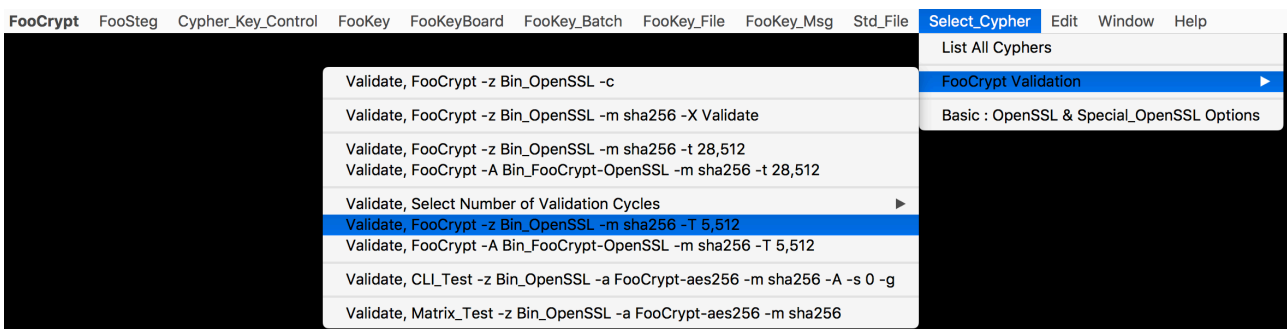 FooCrypt FooSteg Cypher_Key_Control FooKey FooKeyBoard FooKey_Batch FooKey_File FooKey_Msg Std_File Select_Cypher Edit Window Help
List All Cyphers
FooCrypt Validation
Basic : OpenSSL & Special_OpenSSL Options
Validate, FooCrypt -z Bin_OpenSSL -c
Validate, FooCrypt -z Bin_OpenSSL -m sha256 -X Validate
Validate, FooCrypt -z Bin_OpenSSL -m sha256 -t 28,512
Validate, FooCrypt -A Bin_FooCrypt-OpenSSL -m sha256 -t 28,512
Validate, Select Number of Validation Cycles
Validate, FooCrypt -z Bin_OpenSSL -m sha256 -T 5,512
Validate, FooCrypt -A Bin_FooCrypt-OpenSSL -m sha256 -T 5,512
Validate, CLI_Test -z Bin_OpenSSL -a FooCrypt-aes256 -m sha256 -A -s 0 -g
Validate, Matrix_Test -z Bin_OpenSSL -a FooCrypt-aes256 -m sha256